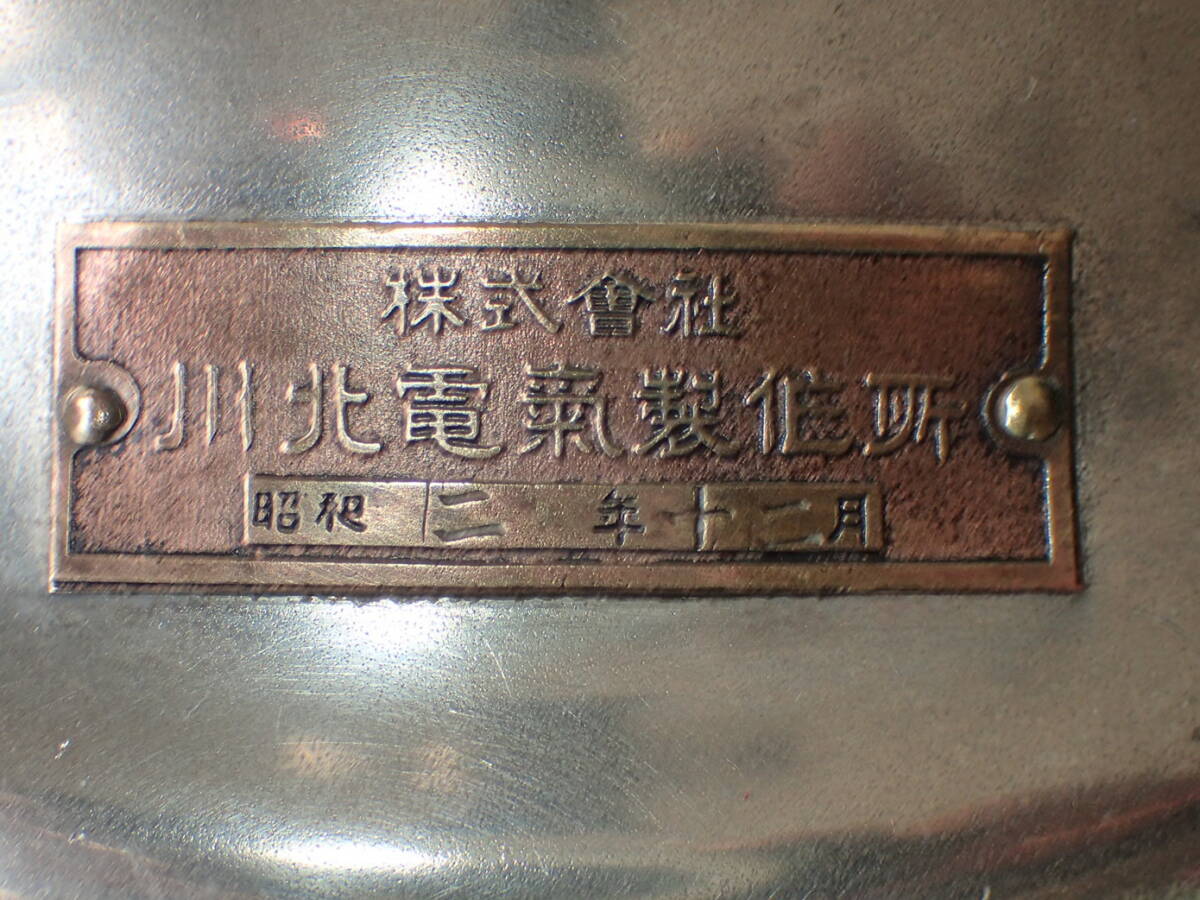 株式會社
川北電氣製作所
昭和二年十二月